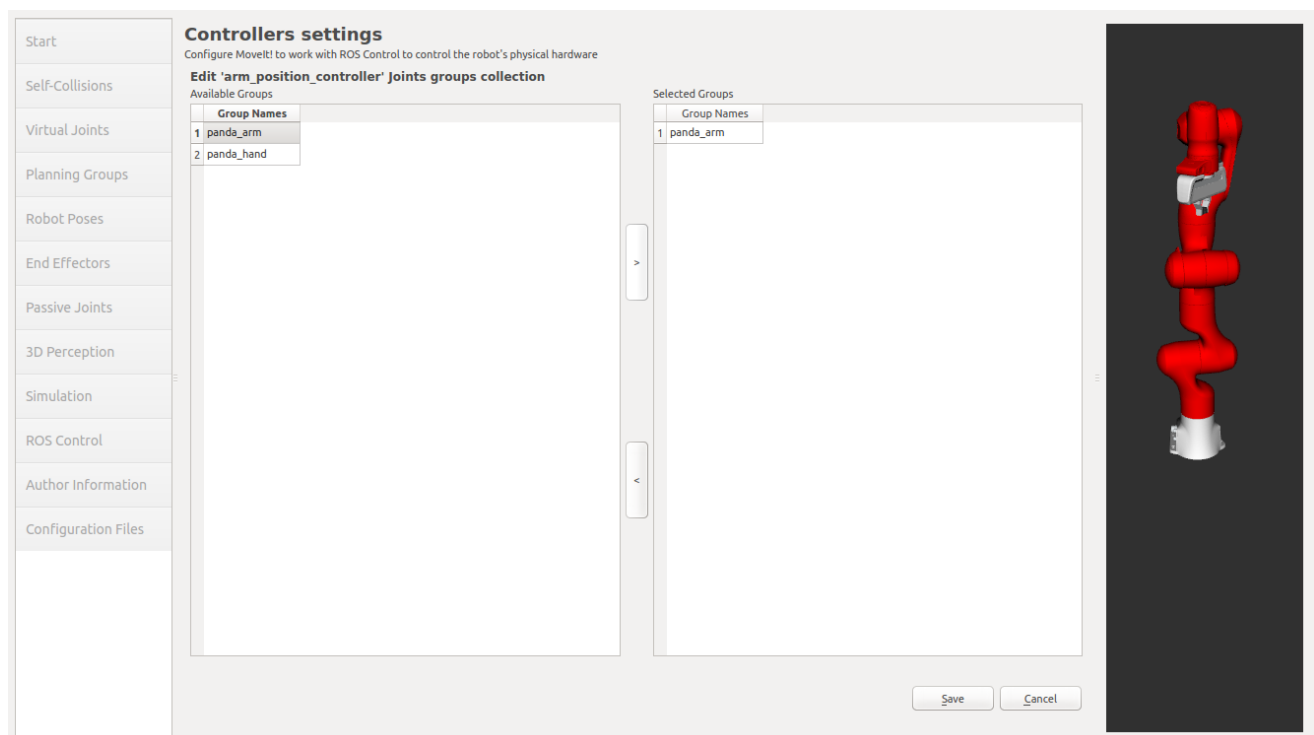 Start
Self-Collisions
Virtual Joints
Planning Groups
Robot Poses
End Effectors
Passive Joints
3D Perception
Simulation
ROS Control
Author Information
Configuration Files
Controllers settings
Configure MoveIt! to work with ROS Control to control the robot's physical hardware
Edit 'arm_position_controller' Joints groups collection
Available Groups
Group Names
1 panda_arm
2 panda_hand
>
<
Selected Groups
Group Names
1 panda_arm
Save
Cancel